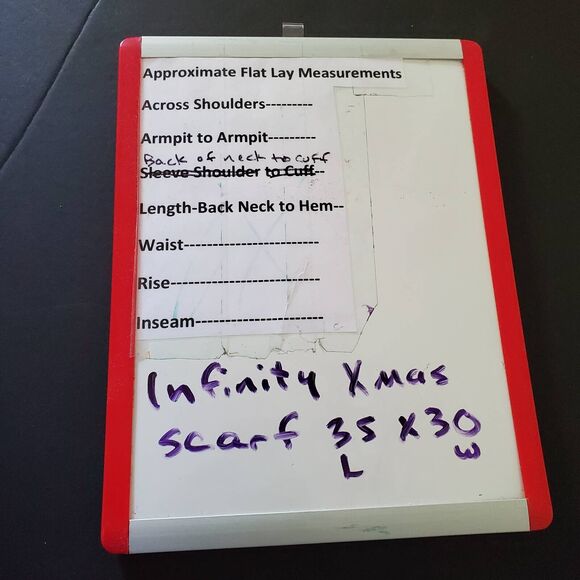 Approximate Flat Lay Measurements
Across Shoulders---------
Armpit to Armpit---------
Back of neck to cuff
Sleeve Shoulder to Cuff--
Length-Back Neck to Hem--
Waist-------------------------
Rise----------------------------
Inseam------------------------
Infinity Xmas
scarf 35 x 30
L W